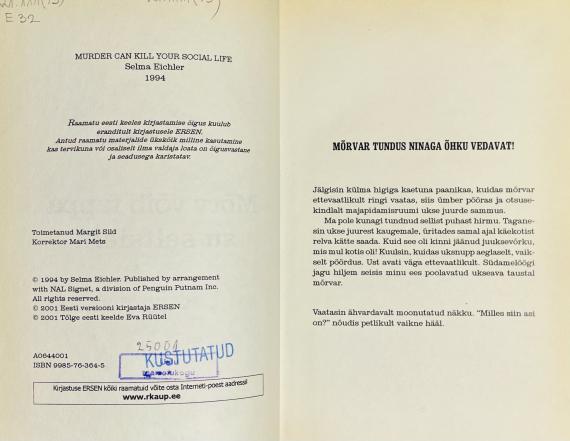 E 32
MURDER CAN KILL YOUR SOCIAL LIFE
Selma Eichler
1994
Raamatu eesti keeles kirjastamise õigus kuulub
eranditult kirjastusele ERSEN.
Antud raamatu materjalide ükskõik milline kasutamine
kas tervikuna või osaliselt ilma valdaja loata on õigusvastane
ja seadusega karistatav.
Toimetanud Margit Sild
Korrektor Mari Mets
© 1994 by Selma Eichler. Published by arrangement
with NAL Signet, a division of Penguin Putnam Inc.
All rights reserved.
© 2001 Eesti versiooni kirjastaja ERSEN
© 2001 Tõlge eesti keelde Eva Rüütel
25001
A0644001
ISBN 9985-76-364-5
KUSTUTATUD
Kirjastuse ERSEN kõiki raamatuid võite osta Interneti-poest aadressil
www.rkaup.ee
MÕRVAR TUNDUS NINAGA ÕHKU VEDAVAT!
Jälgisin külma higiga kaetuna paanikas, kuidas mõrvar
ettevaatlikult ringi vaatas, siis ümber pööras ja otsuse-
kindlalt majapidamisruumi ukse juurde sammus.
Ma pole kunagi tundnud sellist puhast hirmu. Tagane-
sin ukse juurest kaugemale, üritades samal ajal käekotist
relva kätte saada. Kuid see oli kinni jäänud juuksevõrku,
mis mul kotis oli! Kuulsin, kuidas uksnupp aeglaselt, vaik-
selt pöördus. Ust avati väga ettevaatlikult. Südamelöögi
jagu hiljem seisis minu ees poolavatud ukseava taustal
mõrvar.
Vaatasin ähvardavalt moonutatud näkku. "Milles siin asi
on?" nõudis petlikult vaikne hääl.